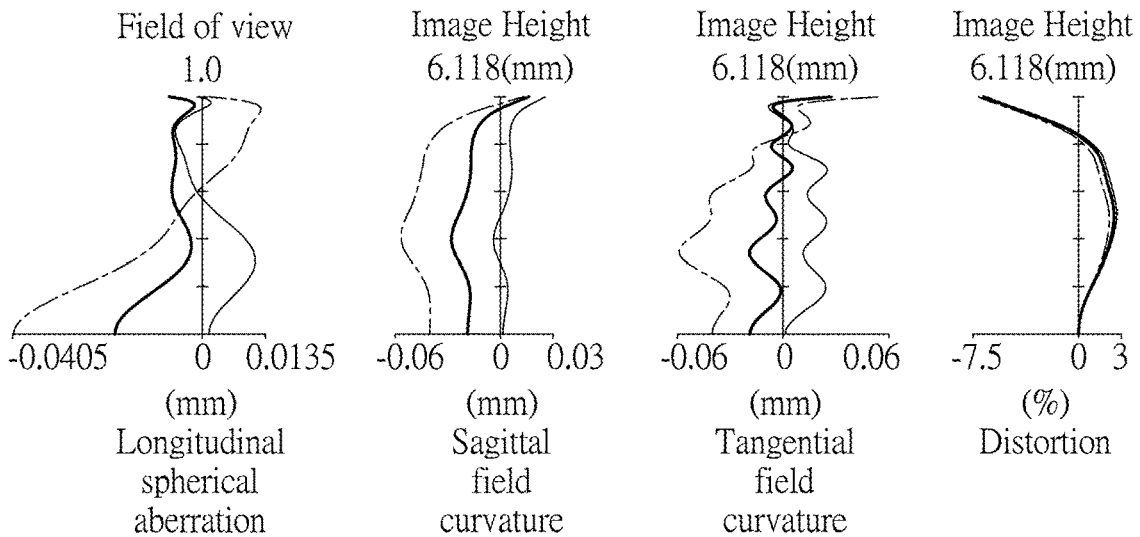 Field of view
1.0
-0.0405 0 0.0135
(mm)
Longitudinal
spherical
aberration
Image Height
6.118(mm)
-0.06 0 0.03
(mm)
Sagittal
field
curvature
Image Height
6.118(mm)
-0.06 0 0.06
(mm)
Tangential
field
curvature
Image Height
6.118(mm)
-7.5 0 3
(%)
Distortion